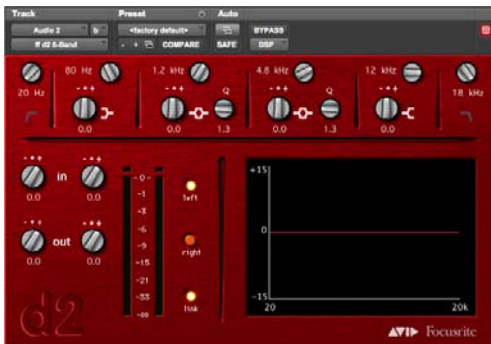 Track Preset Auto
Audio 2 b <factory default> BYPASS
ff d2 6-Band - + COMPARE SAFE DSP
80 Hz 1.2 kHz 4.8 kHz 12 kHz
20 Hz Q Q 18 kHz
0.0 0.0 1.3 0.0 1.3 0.0
in
0.0 0.0
out
0.0 0.0
-0-
-1
-3
-6
-9
-15
-21
-33
-∞
left
right
link
+15
0
-15
20 20k
d2
AVID Focusrite